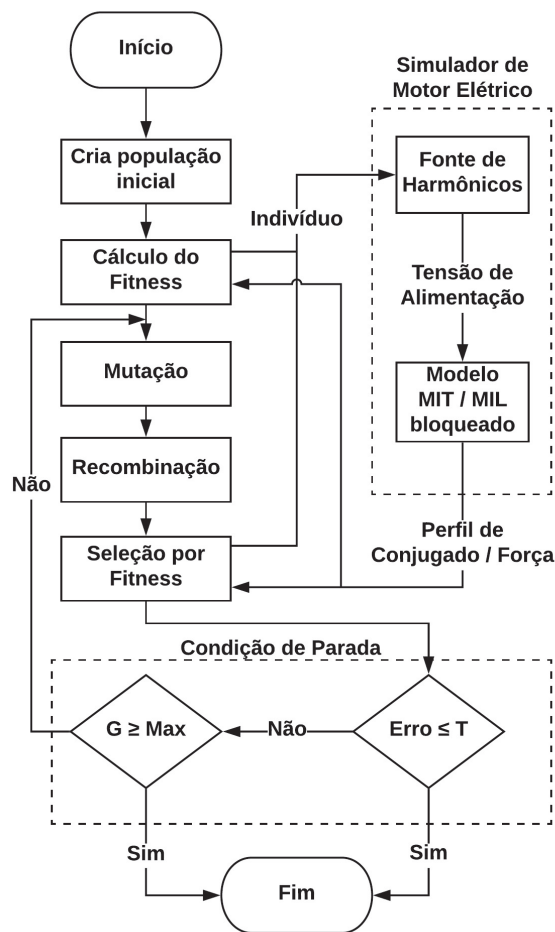 Início
Simulador de
Motor Elétrico
Cria população
inicial
Fonte de
Harmônicos
Indivíduo
Cálculo do
Fitness
Tensão de
Alimentação
Mutação
Modelo
MIT / MIL
bloqueado
Recombinação
Não
Seleção por
Fitness
Perfil de
Conjugado / Força
Condição de Parada
G ≥ Max
Não
Erro ≤ T
Sim
Sim
Fim